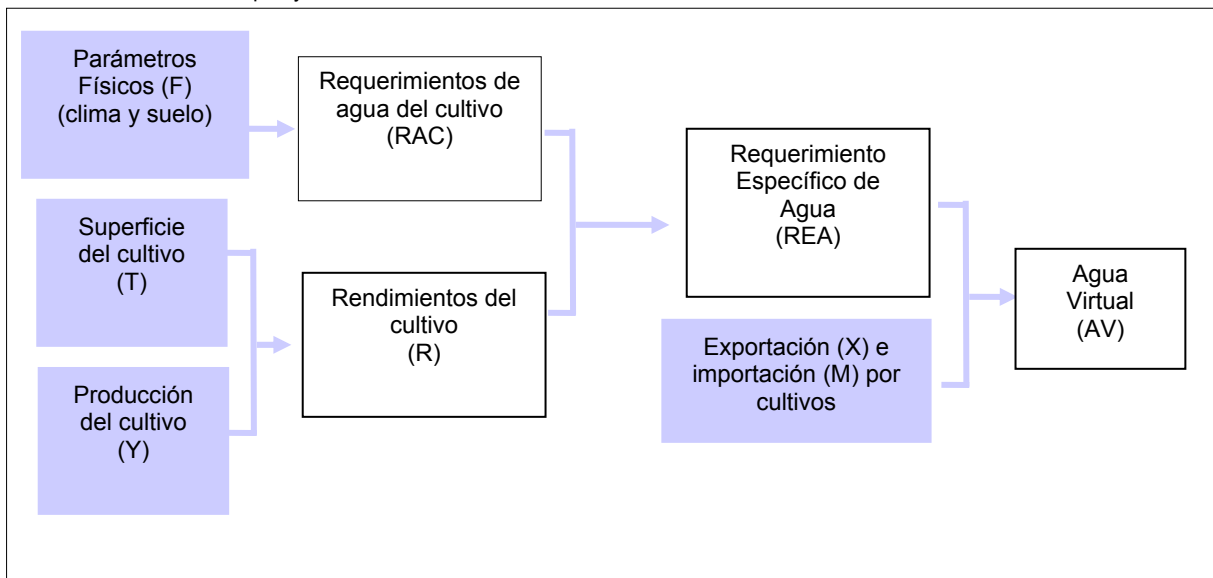 Parámetros
Físicos (F)
(clima y suelo)
Requerimientos de
agua del cultivo
(RAC)
Superficie
del cultivo
(T)
Producción
del cultivo
(Y)
Rendimientos del
cultivo
(R)
Requerimiento
Específico de
Agua
(REA)
Exportación (X) e
importación (M) por
cultivos
Agua
Virtual
(AV)